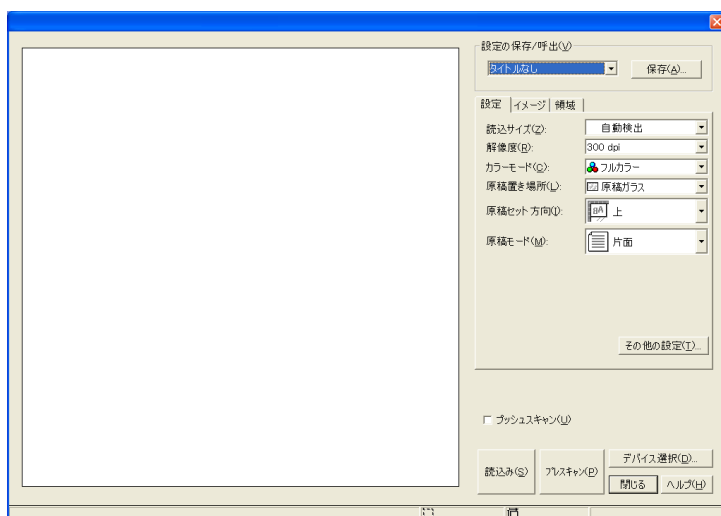 設定の保存/呼出(V)
タイトルなし
保存(A)...
設定 イメージ 領域
読込サイズ(Z): 自動検出
解像度(R): 300 dpi
カラーモード(C): フルカラー
原稿置き場所(L): 原稿ガラス
原稿セット方向(I): 上
原稿モード(M): 片面
その他の設定(T)...
プッシュスキャン(U)
読込み(S)
プレスキャン(P)
デバイス選択(D)...
閉じる
ヘルプ(H)